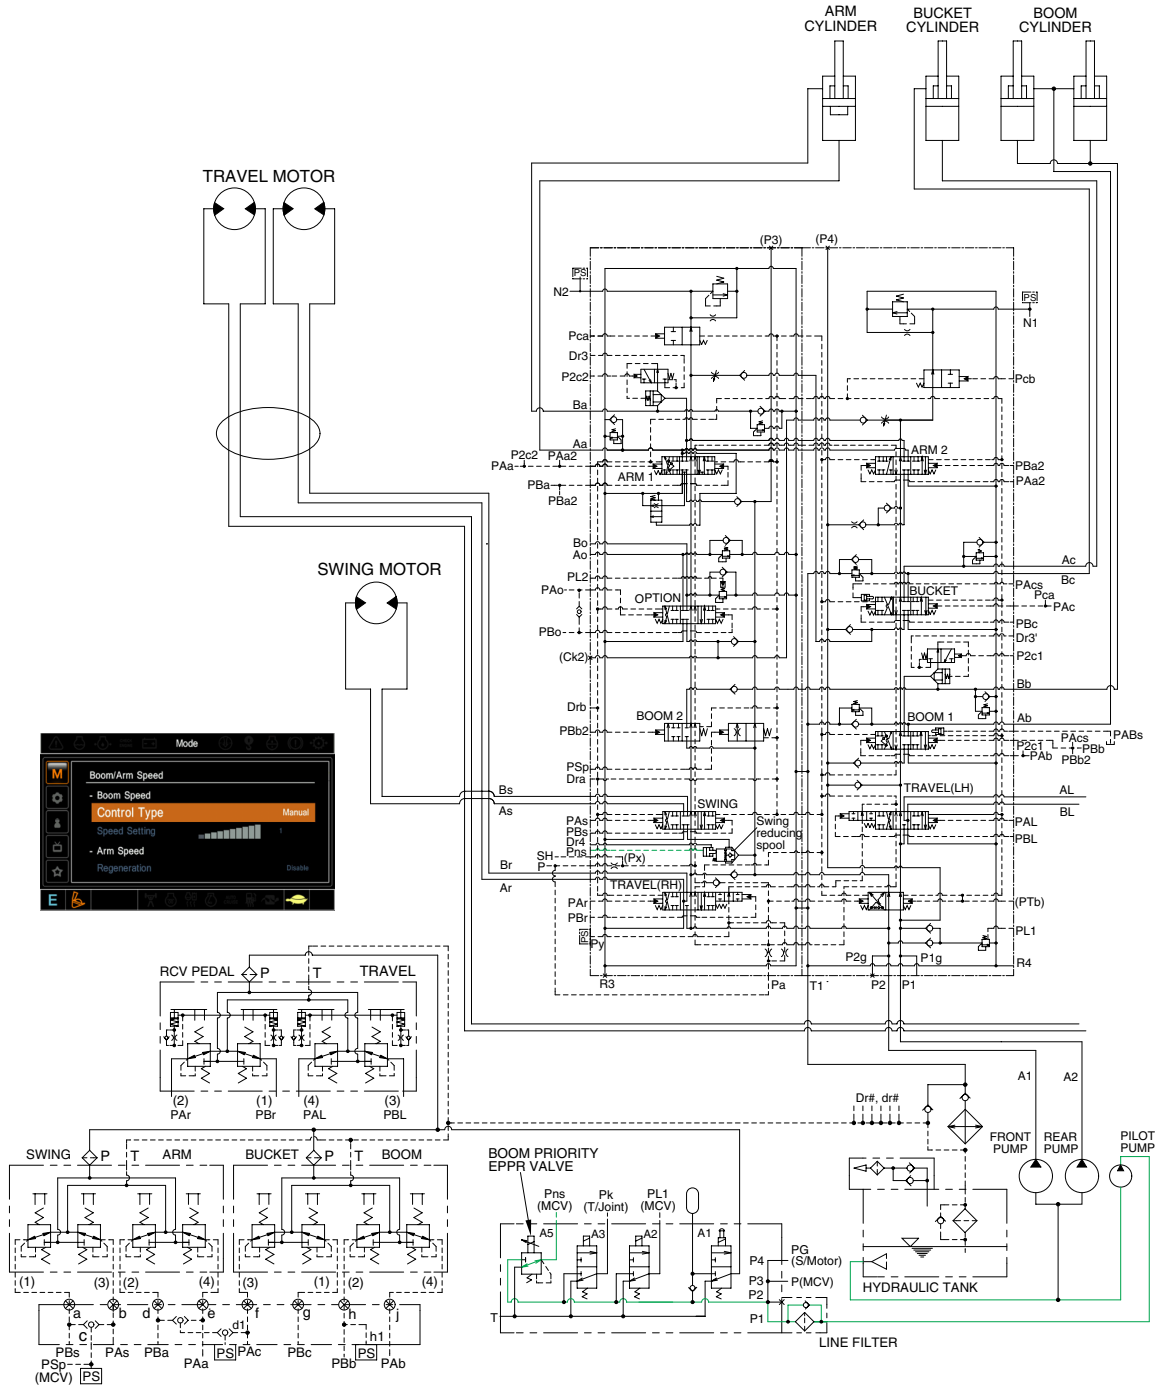 ARM
CYLINDER
BUCKET
CYLINDER
BOOM
CYLINDER
TRAVEL MOTOR
(P3)
(P4)
PS
N2
PS
N1
Pca
Dr3
P2c2
Pcb
Ba
Aa
P2c2
PAa2
PAa
ARM 1
ARM 2
PBa2
PAa2
PBa
PBa2
Bo
Ao
Ac
Bc
SWING MOTOR
PL2
PAo
OPTION
BUCKET
PAcs
Pca
PAc
PBo
PBc
Dr3'
(Ck2)
P2c1
Bb
Drb
BOOM 2
BOOM 1
Ab
PBb2
PAcs
PABs
P2c1
PBb
PAb
PBb2
PSp
Dra
Mode
M
Boom/Arm Speed
- Boom Speed
Control Type
Manual
Speed Setting
1
- Arm Speed
Regeneration
Disable
E
Bs
As
SWING
TRAVEL(LH)
AL
BL
PAs
PBs
Dr4
Pns
Swing
reducing
spool
PAL
PBL
SH
P
(Px)
Br
Ar
TRAVEL(RH)
PAr
PBr
(PTb)
PS
Py
PL1
P2g
P1g
R4
R3
Pa
T1
P2
P1
RCV PEDAL
P
T
TRAVEL
(2)
(1)
(4)
(3)
PAr
PBr
PAL
PBL
A1
A2
Dr#, dr#
FRONT
PUMP
REAR
PUMP
PILOT
PUMP
SWING
P
T
ARM
BUCKET
P
T
BOOM
BOOM PRIORITY
EPPR VALVE
Pns
(MCV)
Pk
(T/Joint)
PL1
(MCV)
A5
A3
A2
A1
P4
PG
(S/Motor)
P3
P(MCV)
P2
P1
T
HYDRAULIC TANK
LINE FILTER
(1)
(3)
(2)
(4)
(3)
(1)
(2)
(4)
a
b
d
e
f
g
h
j
c
d1
h1
PBs
PAs
PBa
PAa
PS
PAc
PBc
PBb
PS
PAb
PSp
(MCV)
PS